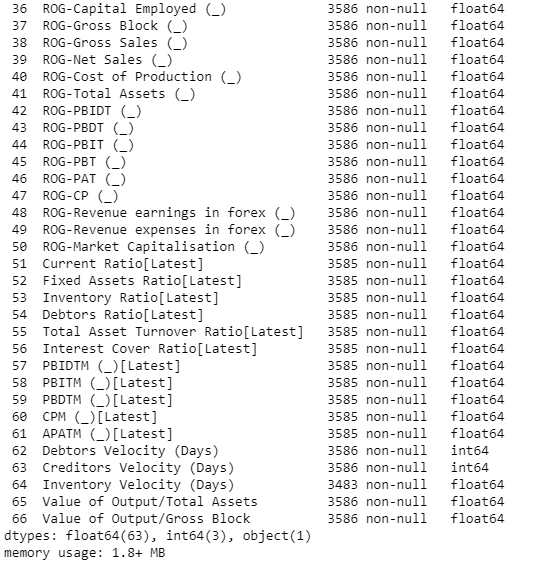 36 ROG-Capital Employed (_) 3586 non-null float64
37 ROG-Gross Block (_) 3586 non-null float64
38 ROG-Gross Sales (_) 3586 non-null float64
39 ROG-Net Sales (_) 3586 non-null float64
40 ROG-Cost of Production (_) 3586 non-null float64
41 ROG-Total Assets (_) 3586 non-null float64
42 ROG-PBIDT (_) 3586 non-null float64
43 ROG-PBDT (_) 3586 non-null float64
44 ROG-PBIT (_) 3586 non-null float64
45 ROG-PBT (_) 3586 non-null float64
46 ROG-PAT (_) 3586 non-null float64
47 ROG-CP (_) 3586 non-null float64
48 ROG-Revenue earnings in forex (_) 3586 non-null float64
49 ROG-Revenue expenses in forex (_) 3586 non-null float64
50 ROG-Market Capitalisation (_) 3586 non-null float64
51 Current Ratio[Latest] 3585 non-null float64
52 Fixed Assets Ratio[Latest] 3585 non-null float64
53 Inventory Ratio[Latest] 3585 non-null float64
54 Debtors Ratio[Latest] 3585 non-null float64
55 Total Asset Turnover Ratio[Latest] 3585 non-null float64
56 Interest Cover Ratio[Latest] 3585 non-null float64
57 PBIDTM (_)[Latest] 3585 non-null float64
58 PBITM (_)[Latest] 3585 non-null float64
59 PBDTM (_)[Latest] 3585 non-null float64
60 CPM (_)[Latest] 3585 non-null float64
61 APATM (_)[Latest] 3585 non-null float64
62 Debtors Velocity (Days) 3586 non-null int64
63 Creditors Velocity (Days) 3586 non-null int64
64 Inventory Velocity (Days) 3483 non-null float64
65 Value of Output/Total Assets 3586 non-null float64
66 Value of Output/Gross Block 3586 non-null float64
dtypes: float64(63), int64(3), object(1)
memory usage: 1.8+ MB